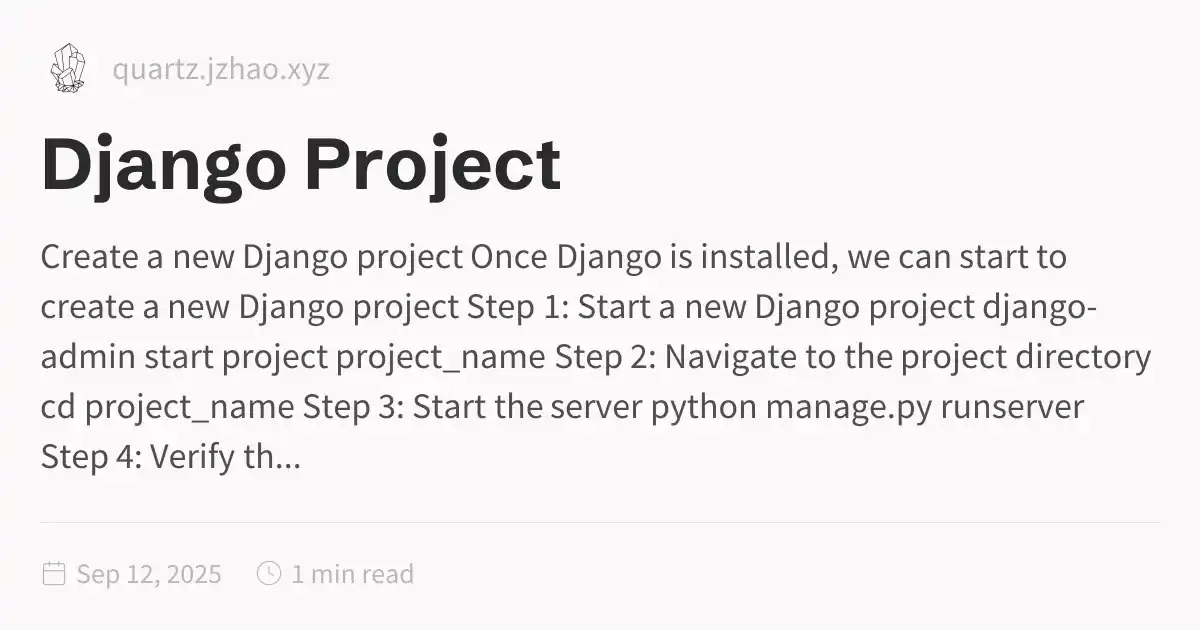 quartz.jzhao.xyz
Django Project
Create a new Django project Once Django is installed, we can start to
create a new Django project Step 1: Start a new Django project django-
admin start project project_name Step 2: Navigate to the project directory
cd project_name Step 3: Start the server python manage.py runserver
Step 4: Verify th...
Sep 12, 2025 1 min read